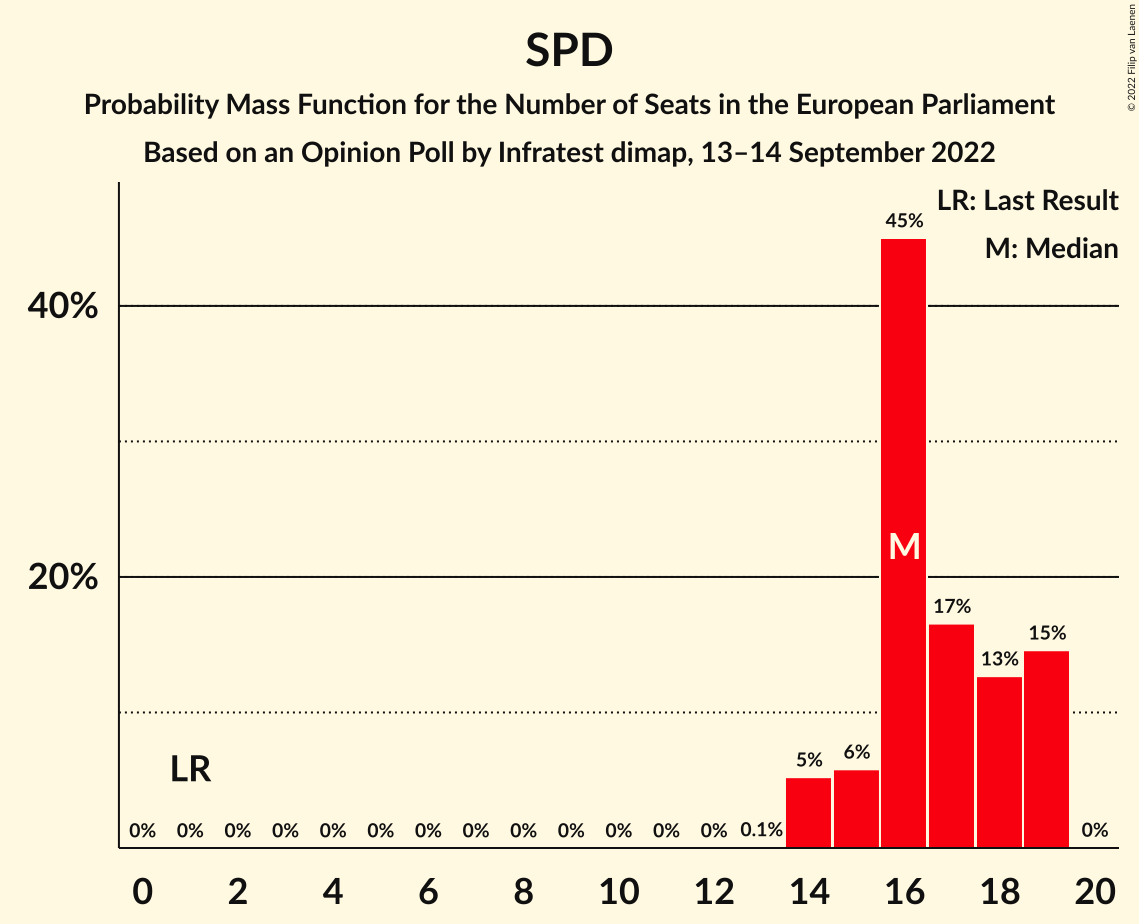 SPD
Probability Mass Function for the Number of Seats in the European Parliament
Based on an Opinion Poll by Infratest dimap, 13–14 September 2022
© 2022 Filip van Laenen
LR: Last Result
M: Median
45%
40%
M
20%
17%
15%
13%
LR
5%
6%
0% 0% 0% 0% 0% 0% 0% 0% 0% 0% 0% 0% 0% 0.1% 0%
0 2 4 6 8 10 12 14 16 18 20